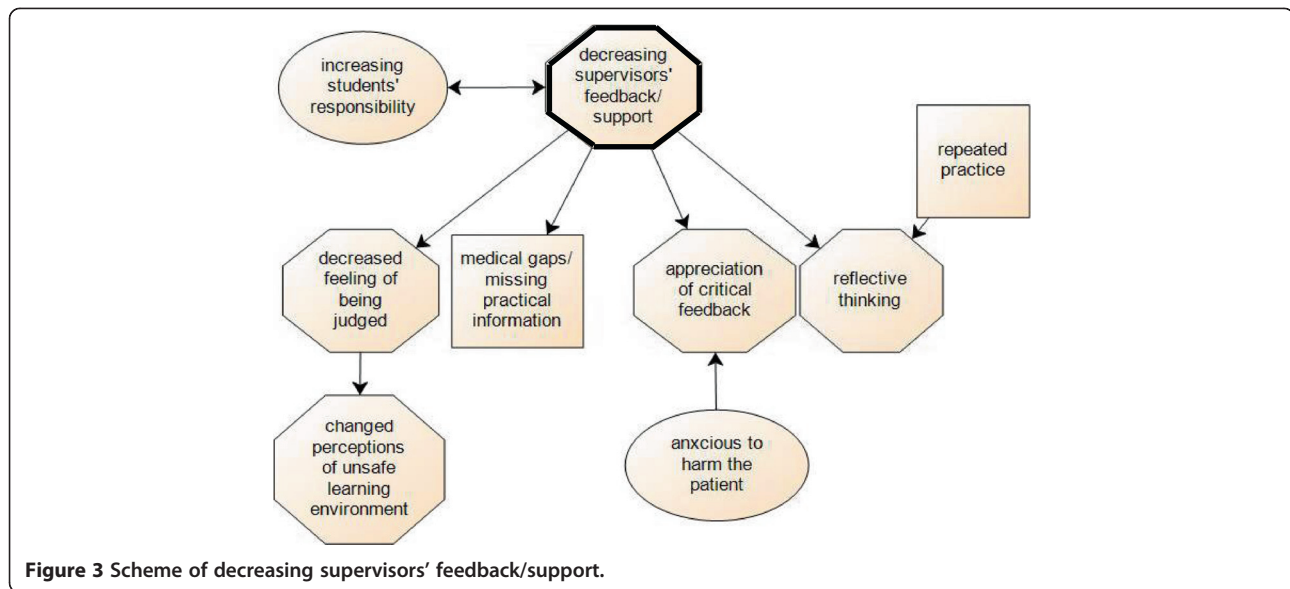 increasing
students'
responsibility
decreasing
supervisors'
feedback/
support
repeated
practice
decreased
feeling of
being
judged
medical gaps/
missing
practical
information
appreciation
of critical
feedback
reflective
thinking
changed
perceptions
of unsafe
learning
environment
anxcious to
harm the
patient
Figure 3 Scheme of decreasing supervisors’ feedback/support.